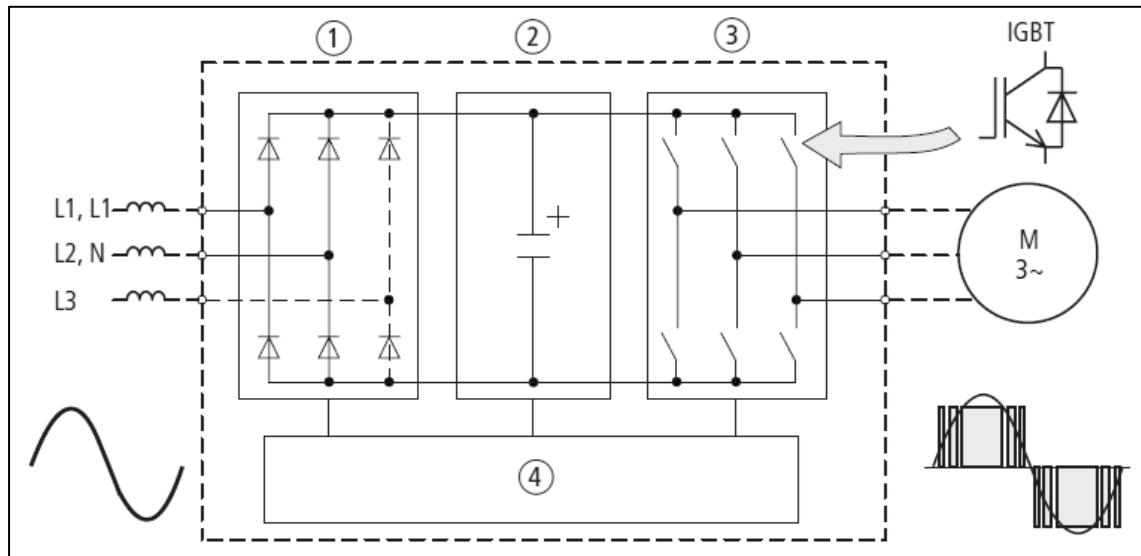 ① ② ③ IGBT
+
L1, L1
L2, N
L3
M
3~
④